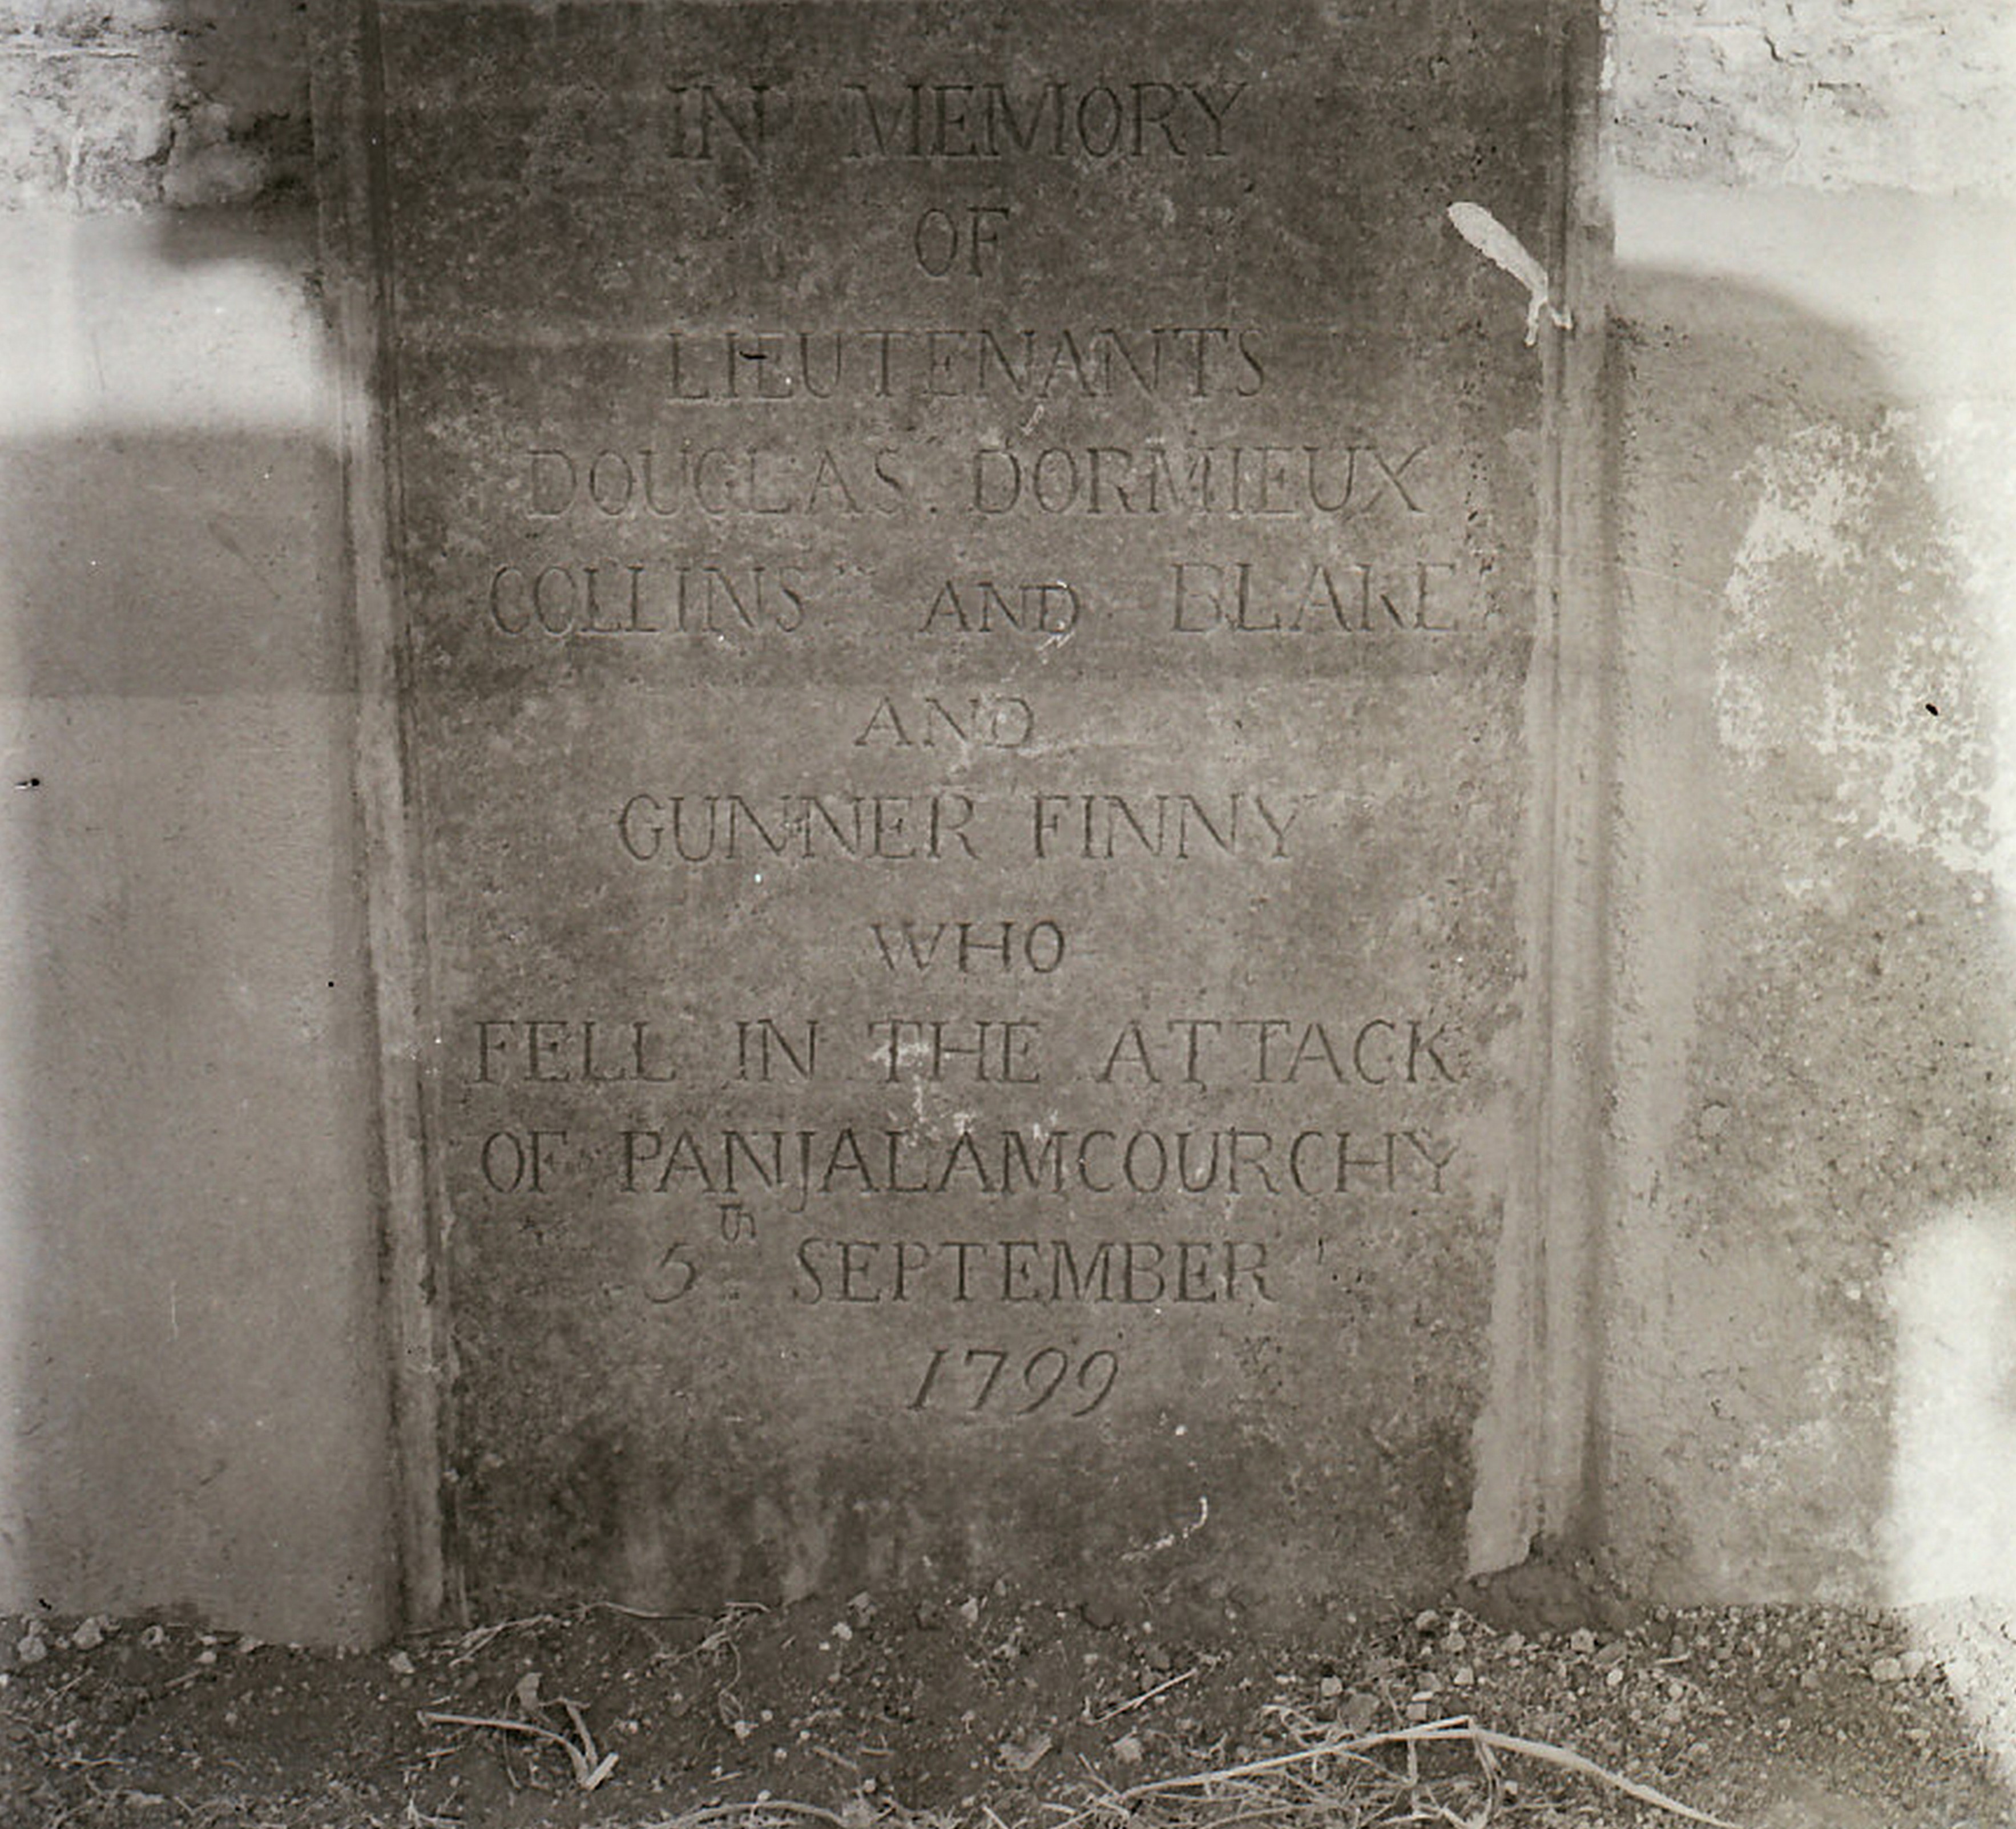 IN MEMORY
OF
LIEUTENANTS
DOUGLAS. DORMIEUX
COLLINS AND BLAKE
AND
GUNNER FINNY
WHO
FELL IN THE ATTACK
OF PANJALAMCOURCHY
5th SEPTEMBER
1799